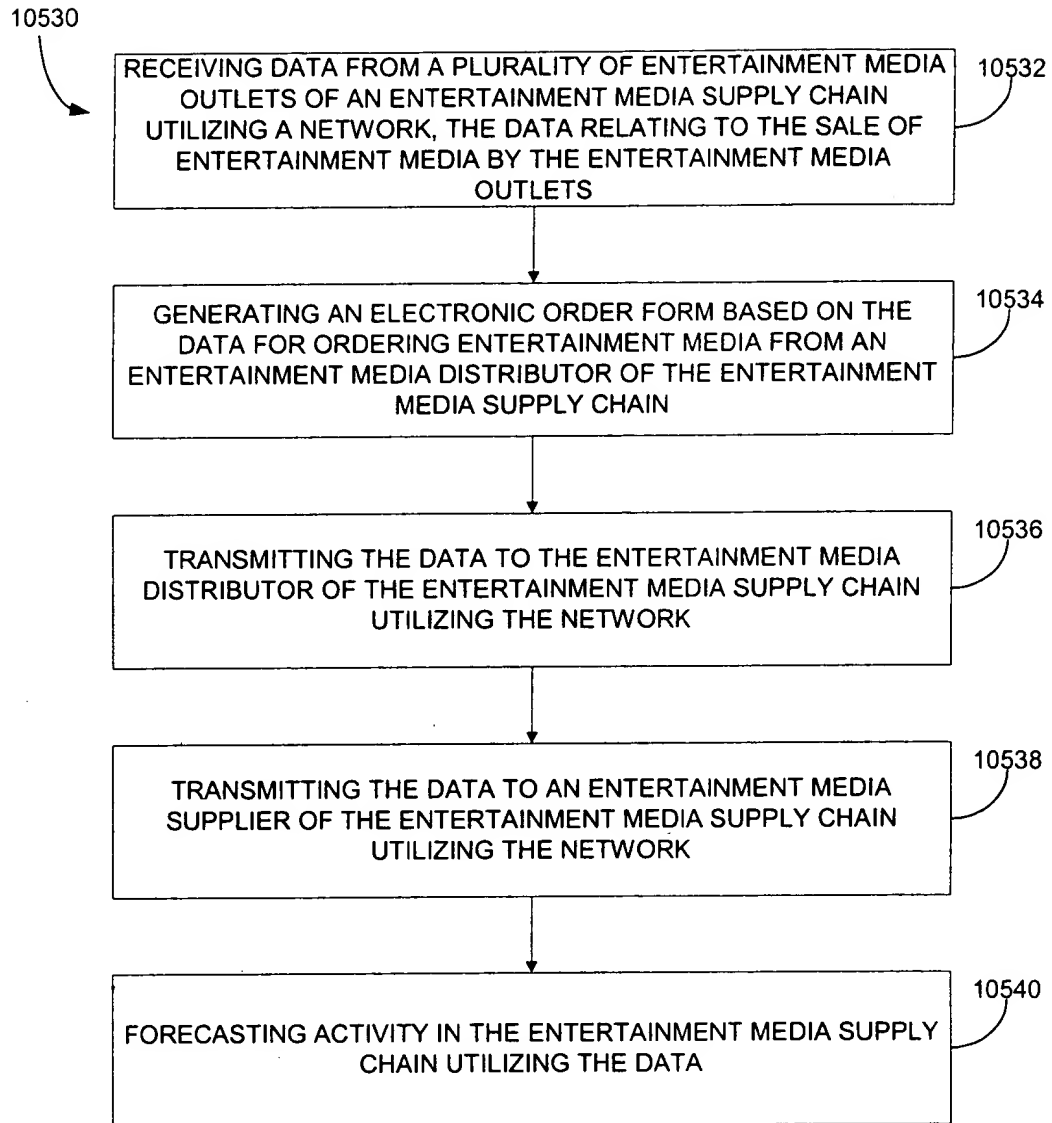 10530
RECEIVING DATA FROM A PLURALITY OF ENTERTAINMENT MEDIA
OUTLETS OF AN ENTERTAINMENT MEDIA SUPPLY CHAIN
UTILIZING A NETWORK, THE DATA RELATING TO THE SALE OF
ENTERTAINMENT MEDIA BY THE ENTERTAINMENT MEDIA
OUTLETS
10532
GENERATING AN ELECTRONIC ORDER FORM BASED ON THE
DATA FOR ORDERING ENTERTAINMENT MEDIA FROM AN
ENTERTAINMENT MEDIA DISTRIBUTOR OF THE ENTERTAINMENT
MEDIA SUPPLY CHAIN
10534
TRANSMITTING THE DATA TO THE ENTERTAINMENT MEDIA
DISTRIBUTOR OF THE ENTERTAINMENT MEDIA SUPPLY CHAIN
UTILIZING THE NETWORK
10536
TRANSMITTING THE DATA TO AN ENTERTAINMENT MEDIA
SUPPLIER OF THE ENTERTAINMENT MEDIA SUPPLY CHAIN
UTILIZING THE NETWORK
10538
FORECASTING ACTIVITY IN THE ENTERTAINMENT MEDIA SUPPLY
CHAIN UTILIZING THE DATA
10540